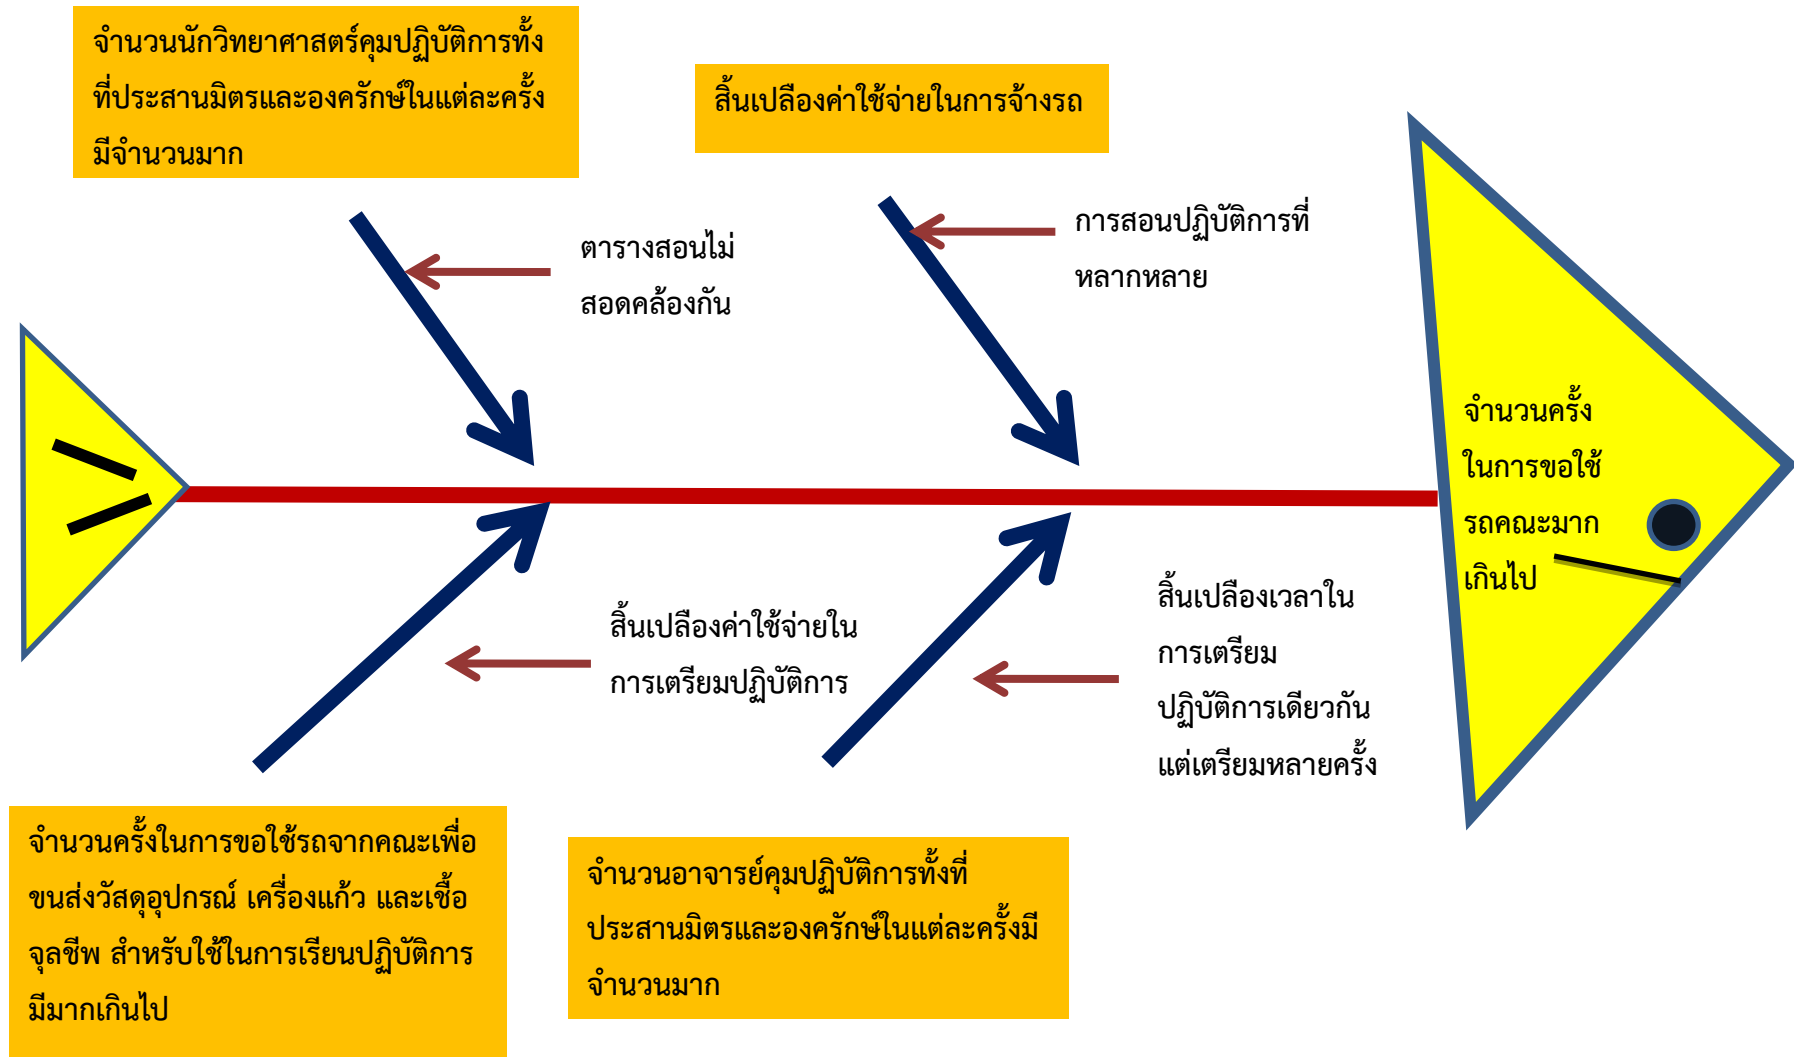 จำนวนนักวิทยาศาสตร์คุมปฏิบัติการทั้ง
ที่ประสานมิตรและองครักษ์ในแต่ละครั้ง
มีจำนวนมาก
สิ้นเปลืองค่าใช้จ่ายในการจ้างรถ
ตารางสอนไม่
สอดคล้องกัน
การสอนปฏิบัติการที่
หลากหลาย
จำนวนครั้ง
ในการขอใช้
รถคณะมาก
เกินไป
สิ้นเปลืองค่าใช้จ่ายใน
การเตรียมปฏิบัติการ
สิ้นเปลืองเวลาใน
การเตรียม
ปฏิบัติการเดียวกัน
แต่เตรียมหลายครั้ง
จำนวนครั้งในการขอใช้รถจากคณะเพื่อ
ขนส่งวัสดุอุปกรณ์ เครื่องแก้ว และเชื้อ
จุลชีพ สำหรับใช้ในการเรียนปฏิบัติการ
มีมากเกินไป
จำนวนอาจารย์คุมปฏิบัติการทั้งที่
ประสานมิตรและองครักษ์ในแต่ละครั้งมี
จำนวนมาก